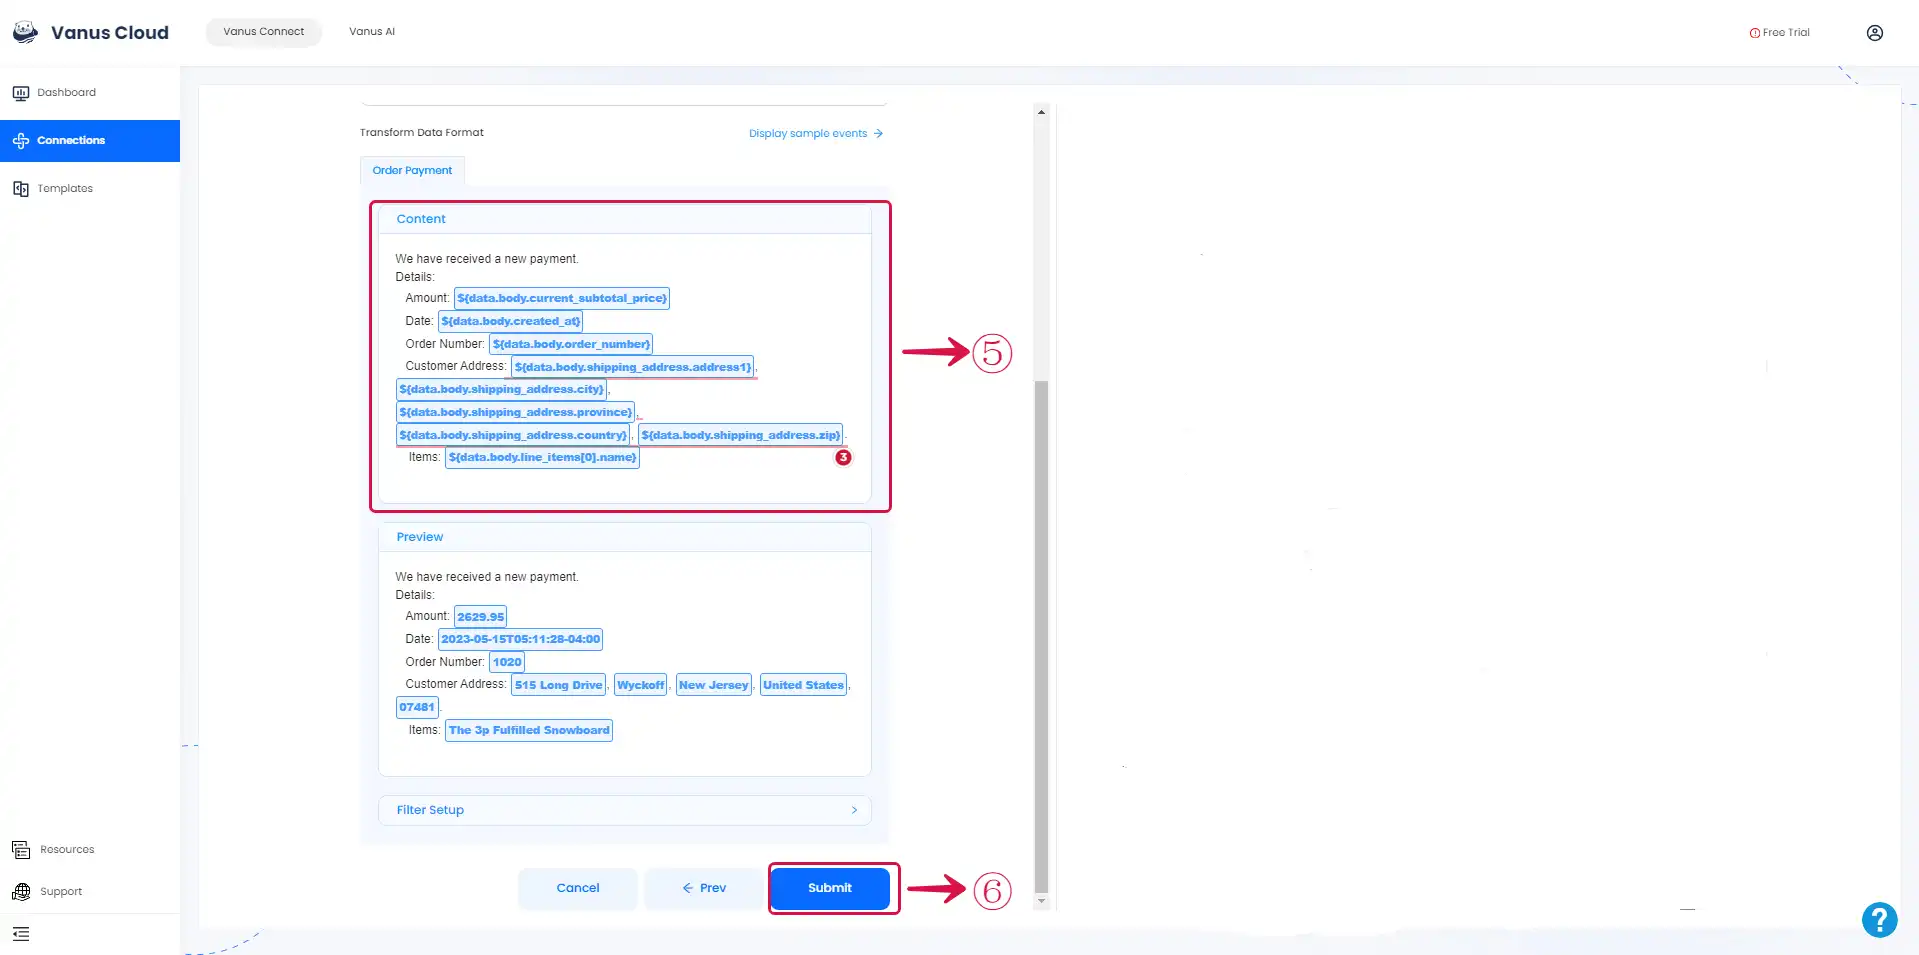 Vanus Cloud
Vanus Connect
Vanus AI
Free Trial
Dashboard
Connections
Templates
Transform Data Format
Display sample events →
Order Payment
Content
We have received a new payment.
Details:
Amount: ${data.body.current_subtotal_price}
Date: ${data.body.created_at}
Order Number: ${data.body.order_number}
Customer Address: ${data.body.shipping_address.address1},
${data.body.shipping_address.city},
${data.body.shipping_address.province},
${data.body.shipping_address.country}, ${data.body.shipping_address.zip}.
Items: ${data.body.line_items[0].name}
3
⑤
Preview
We have received a new payment.
Details:
Amount: 2629.95
Date: 2023-05-15T05:11:28-04:00
Order Number: 1020
Customer Address: 515 Long Drive, Wyckoff, New Jersey, United States,
07481.
Items: The 3p Fulfilled Snowboard
Filter Setup >
Cancel
← Prev
Submit
⑥
Resources
Support
?